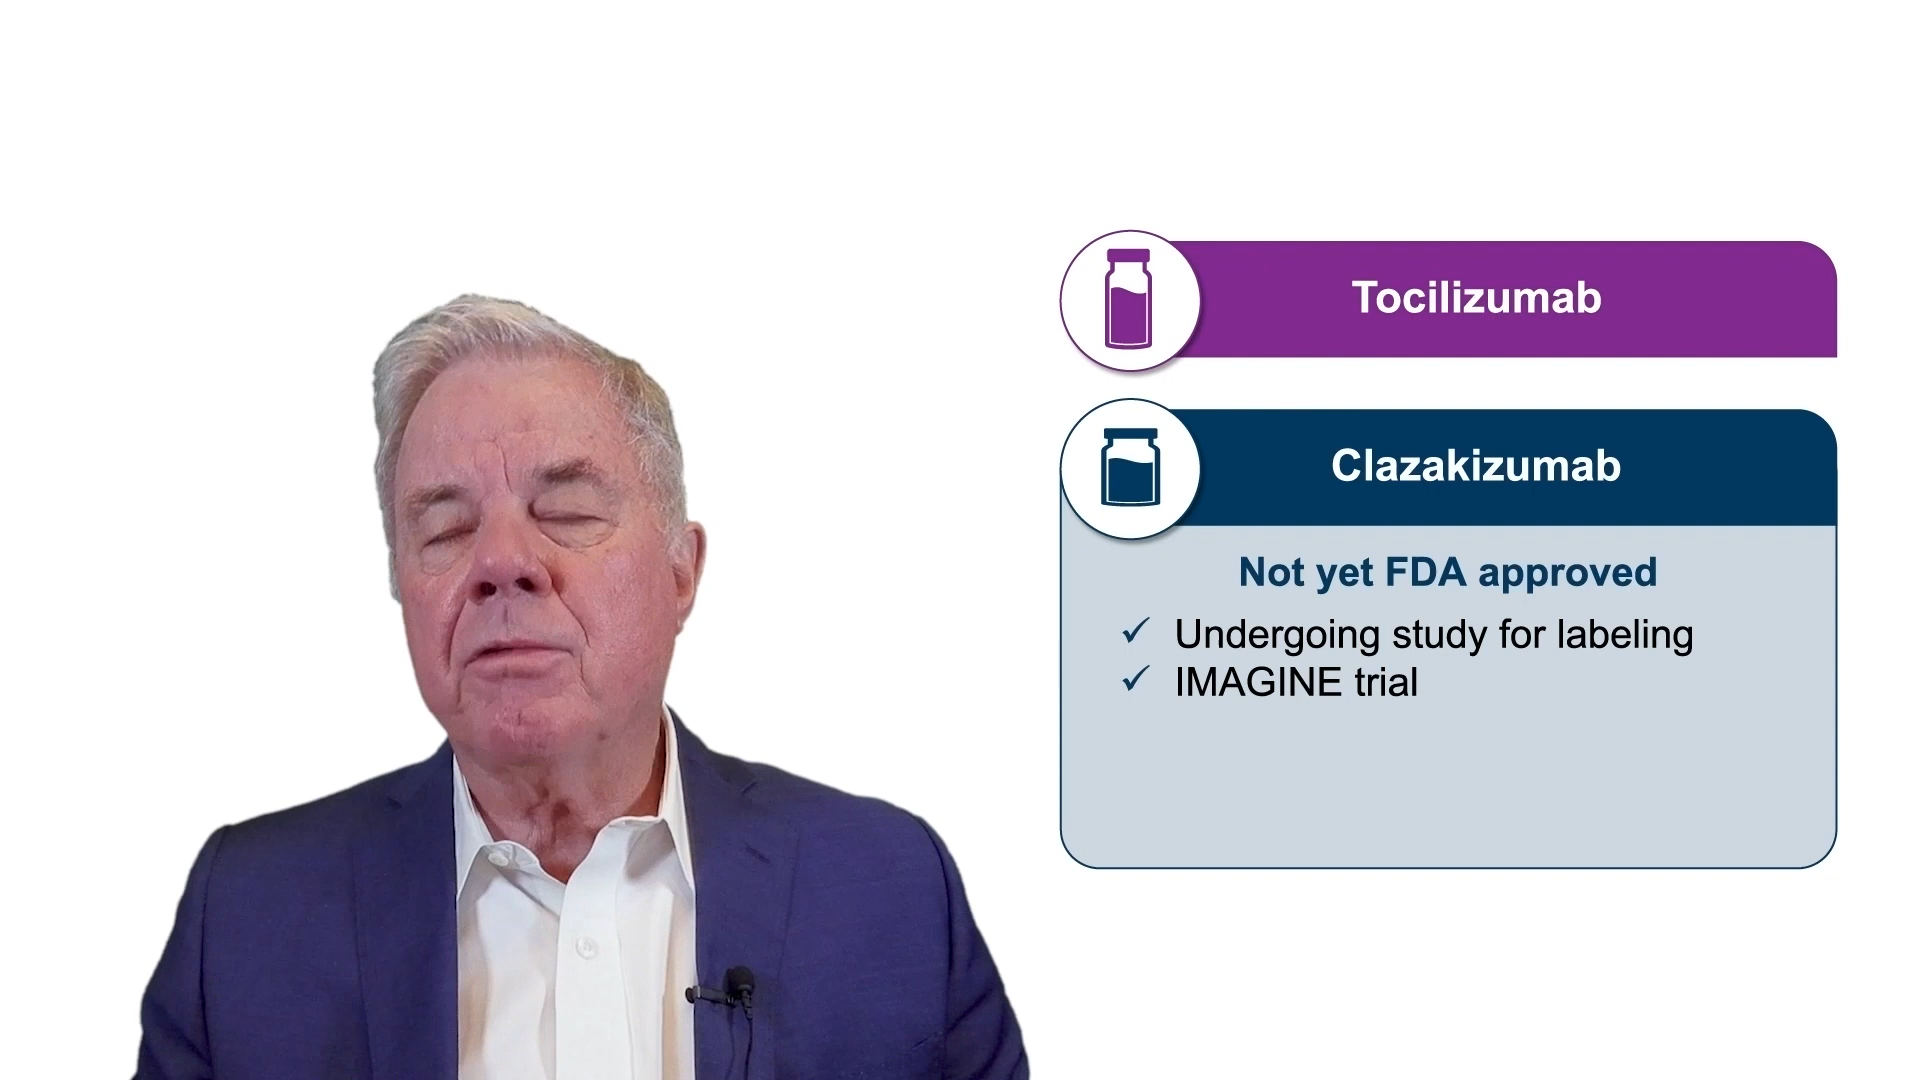 Tocilizumab
Clazakizumab
Not yet FDA approved
✓ Undergoing study for labeling
✓ IMAGINE trial